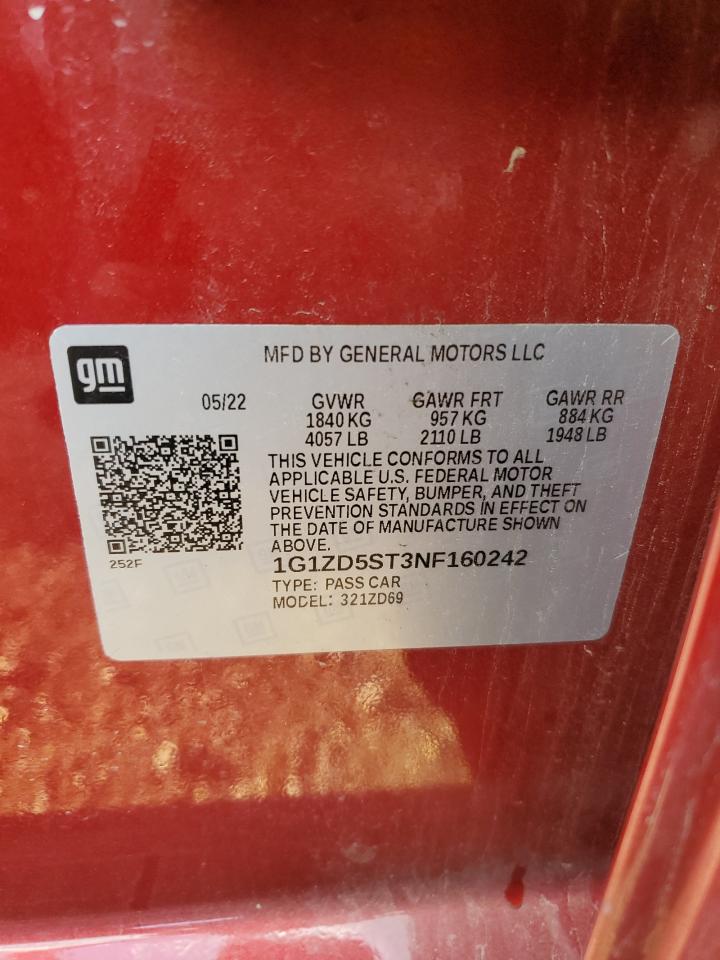 gm
MFD BY GENERAL MOTORS LLC
05/22 GVWR GAWR FRT GAWR RR
1840 KG 957 KG 884 KG
4057 LB 2110 LB 1948 LB
THIS VEHICLE CONFORMS TO ALL
APPLICABLE U.S. FEDERAL MOTOR
VEHICLE SAFETY, BUMPER, AND THEFT
PREVENTION STANDARDS IN EFFECT ON
THE DATE OF MANUFACTURE SHOWN
ABOVE.
252F
1G1ZD5ST3NF160242
TYPE: PASS CAR
MODEL: 321ZD69